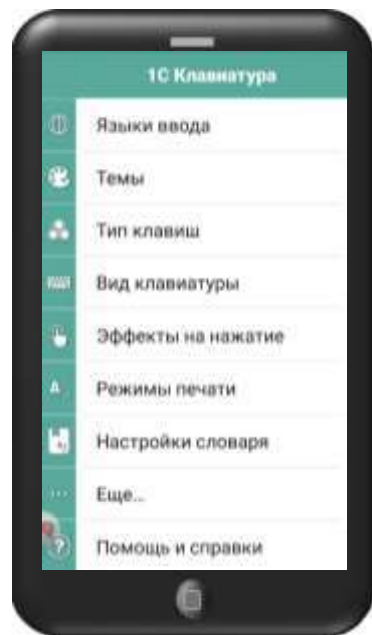 1С Клавиатура
Языки ввода
Темы
Тип клавиш
Вид клавиатуры
Эффекты на нажатие
Режимы печати
Настройки словаря
Еще...
Помощь и справки